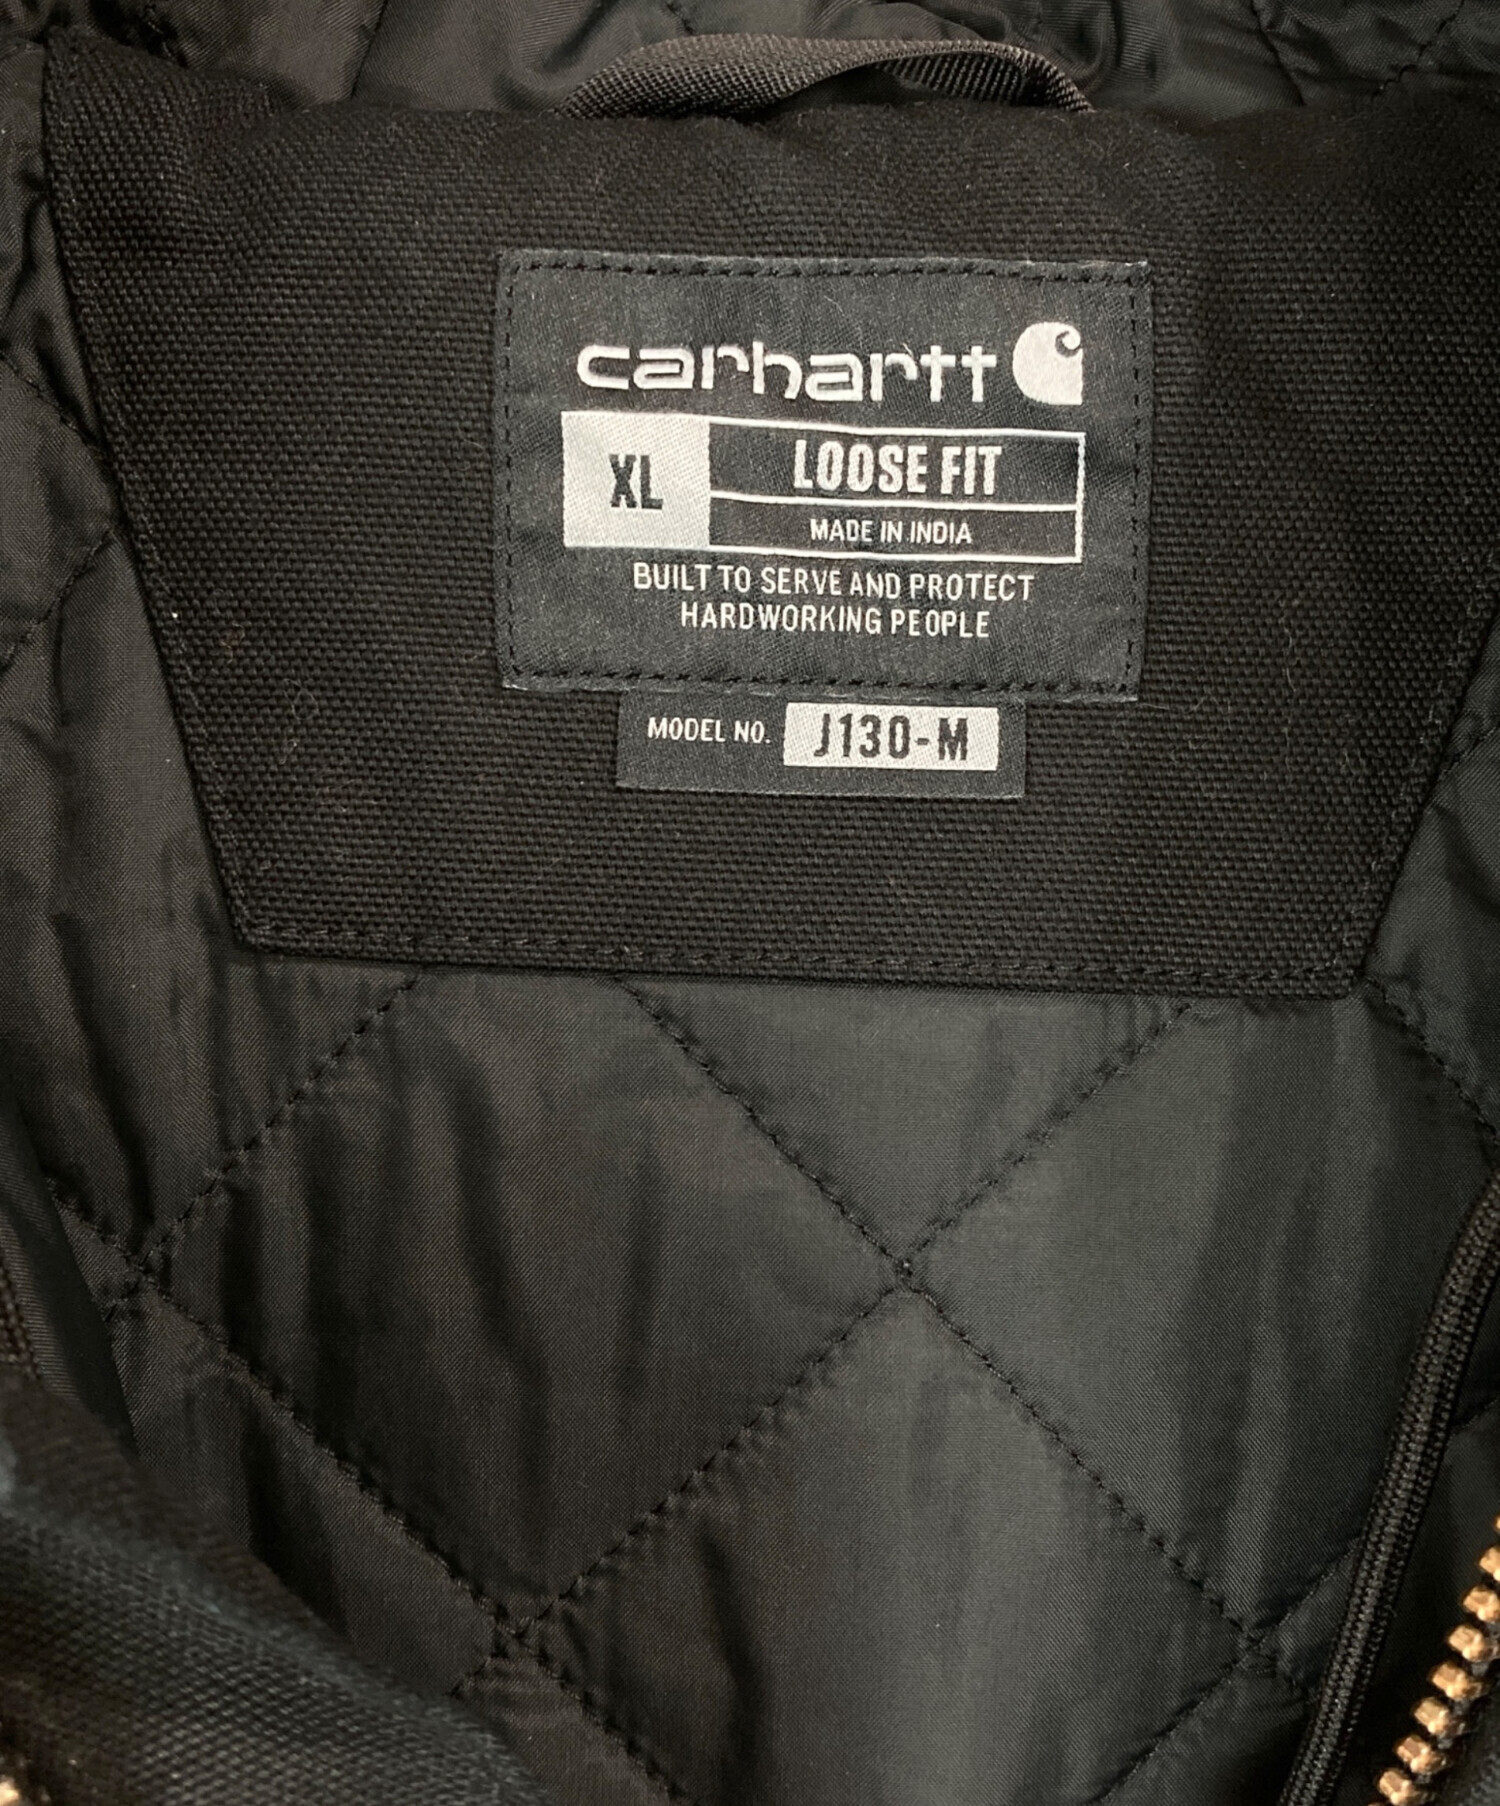 carhartt
XL
LOOSE FIT
MADE IN INDIA
BUILT TO SERVE AND PROTECT
HARDWORKING PEOPLE
MODEL NO. J130-M